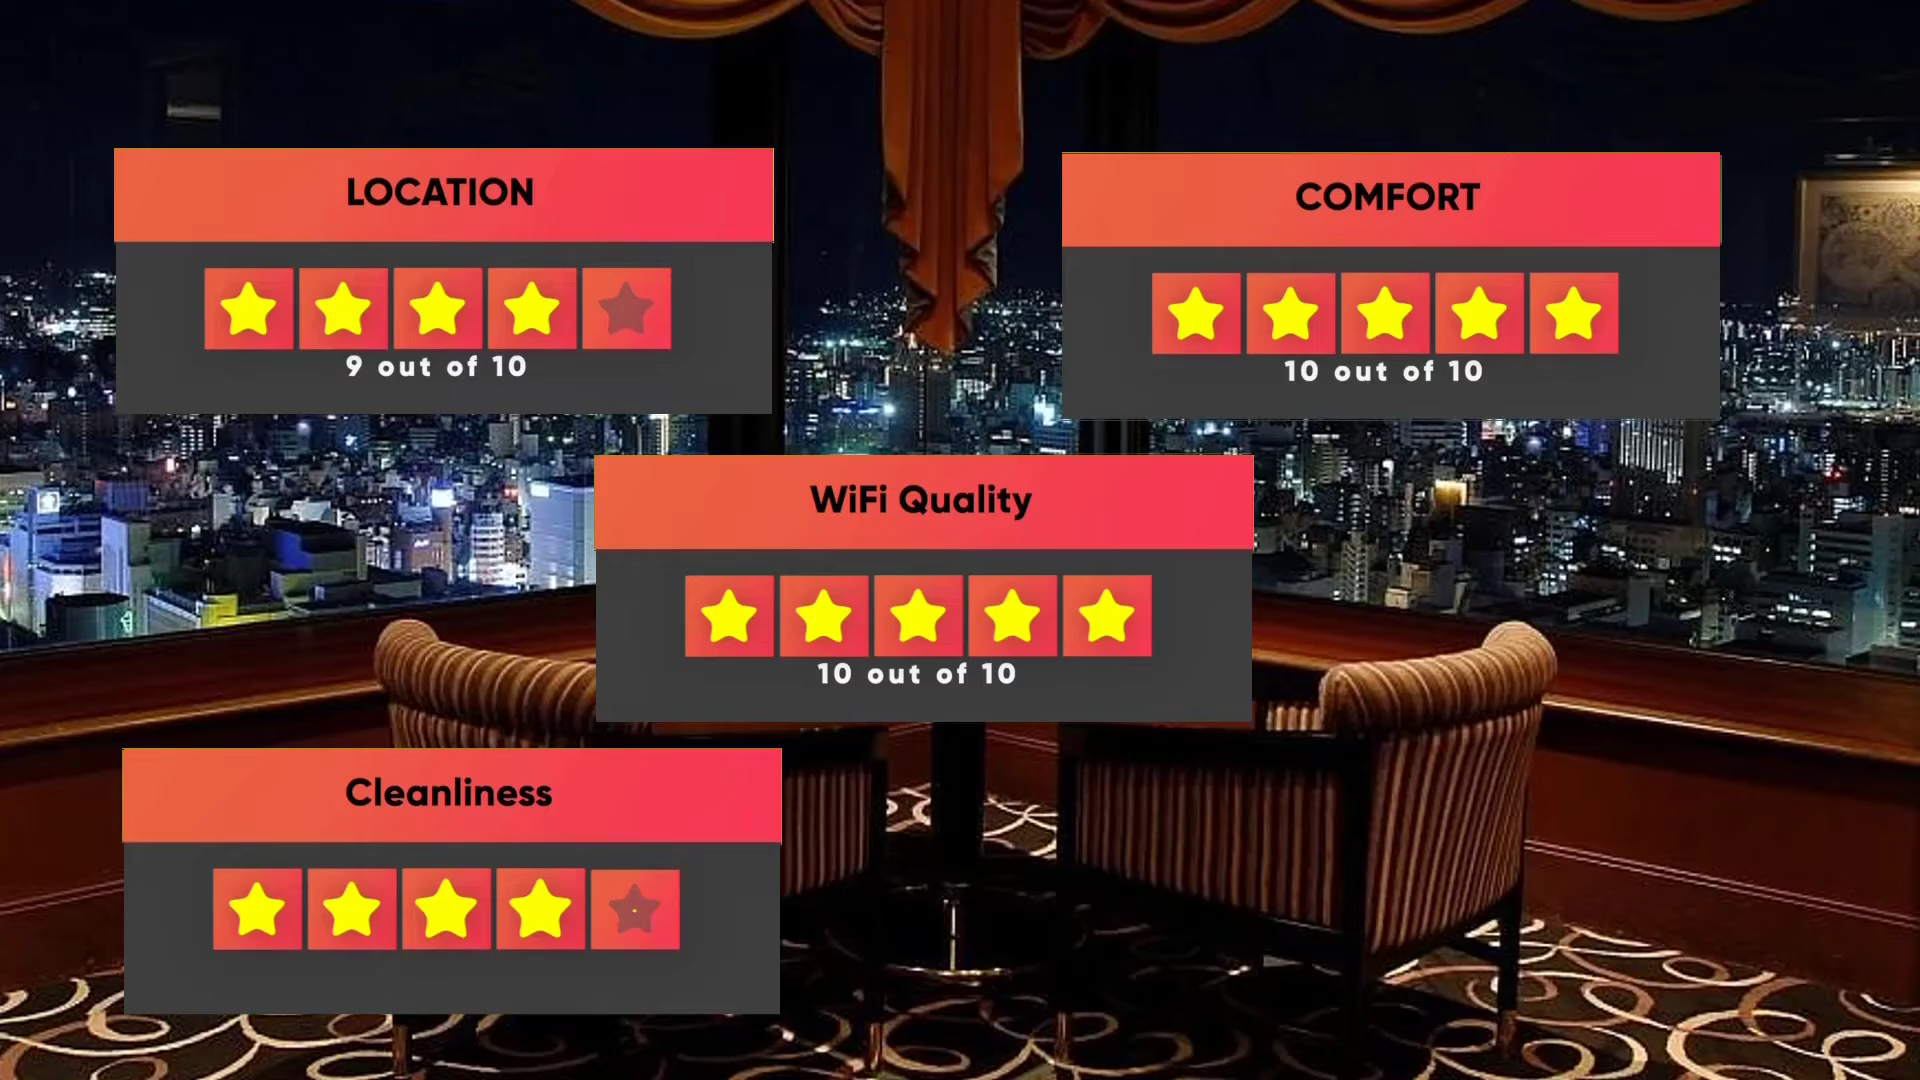 LOCATION
9 out of 10
COMFORT
10 out of 10
WiFi Quality
10 out of 10
Cleanliness